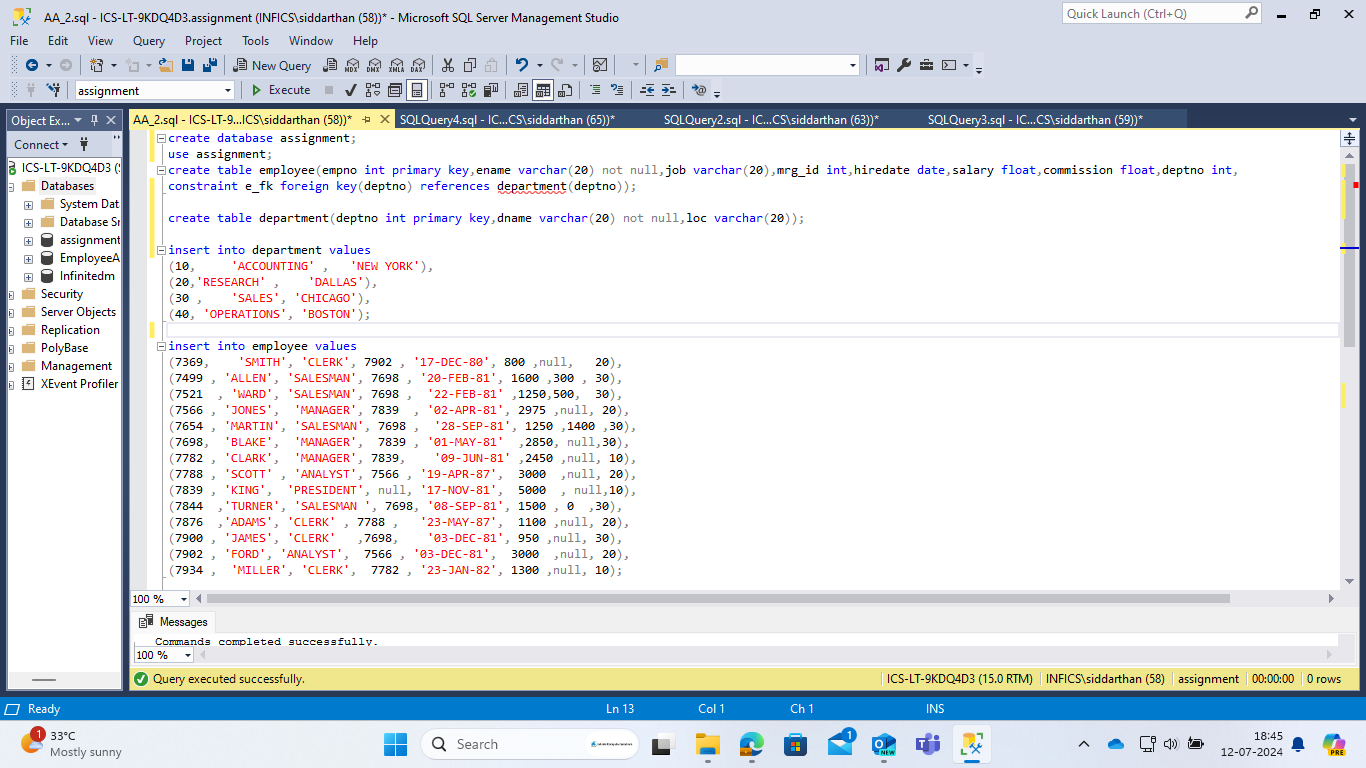 AA_2.sql - ICS-LT-9KDQ4D3.assignment (INFICS\siddarthan (58))* - Microsoft SQL Server Management Studio
Quick Launch (Ctrl+Q)
File Edit View Query Project Tools Window Help
New Query MDX DMX XMLA DAX
assignment Execute
Object Ex...
AA_2.sql - ICS-LT-9...ICS\siddarthan (58))* SQLQuery4.sql - IC...CS\siddarthan (65))* SQLQuery2.sql - IC...CS\siddarthan (63))* SQLQuery3.sql - IC...CS\siddarthan (59))*
Connect
ICS-LT-9KDQ4D3 (S
Databases
System Dat
Database Sn
assignment
EmployeeA
Infinitedm
Security
Server Objects
Replication
PolyBase
Management
XEvent Profiler
create database assignment;
use assignment;
create table employee(empno int primary key,ename varchar(20) not null,job varchar(20),mrg_id int,hiredate date,salary float,commission float,deptno int,
constraint e_fk foreign key(deptno) references department(deptno));
create table department(deptno int primary key,dname varchar(20) not null,loc varchar(20));
insert into department values
(10,    'ACCOUNTING' ,   'NEW YORK'),
(20,'RESEARCH' ,    'DALLAS'),
(30 ,    'SALES', 'CHICAGO'),
(40, 'OPERATIONS', 'BOSTON');
insert into employee values
(7369,    'SMITH', 'CLERK', 7902 , '17-DEC-80', 800 ,null,   20),
(7499 , 'ALLEN', 'SALESMAN', 7698 , '20-FEB-81', 1600 ,300 , 30),
(7521  , 'WARD', 'SALESMAN', 7698 ,  '22-FEB-81' ,1250,500,  30),
(7566 , 'JONES',  'MANAGER', 7839  , '02-APR-81', 2975 ,null, 20),
(7654 , 'MARTIN', 'SALESMAN', 7698 ,  '28-SEP-81', 1250 ,1400 ,30),
(7698,  'BLAKE',  'MANAGER',  7839 , '01-MAY-81'  ,2850, null,30),
(7782 , 'CLARK',  'MANAGER', 7839,    '09-JUN-81' ,2450 ,null, 10),
(7788 , 'SCOTT' , 'ANALYST', 7566 , '19-APR-87',  3000  ,null, 20),
(7839 , 'KING',  'PRESIDENT', null, '17-NOV-81',  5000  , null,10),
(7844  ,'TURNER', 'SALESMAN ', 7698, '08-SEP-81', 1500 , 0  ,30),
(7876  ,'ADAMS', 'CLERK' , 7788 ,   '23-MAY-87',  1100 ,null, 20),
(7900 , 'JAMES', 'CLERK'   ,7698,    '03-DEC-81', 950 ,null, 30),
(7902 , 'FORD', 'ANALYST',  7566 , '03-DEC-81',  3000  ,null, 20),
(7934 ,  'MILLER', 'CLERK',  7782 , '23-JAN-82', 1300 ,null, 10);
100 %
Messages
Commands completed successfully.
100 %
Query executed successfully. ICS-LT-9KDQ4D3 (15.0 RTM) INFICS\siddarthan (58) assignment 00:00:00 0 rows
Ready Ln 13 Col 1 Ch 1 INS
1
33°C
Mostly sunny
Search
1
NEW
18:45
12-07-2024
PRE